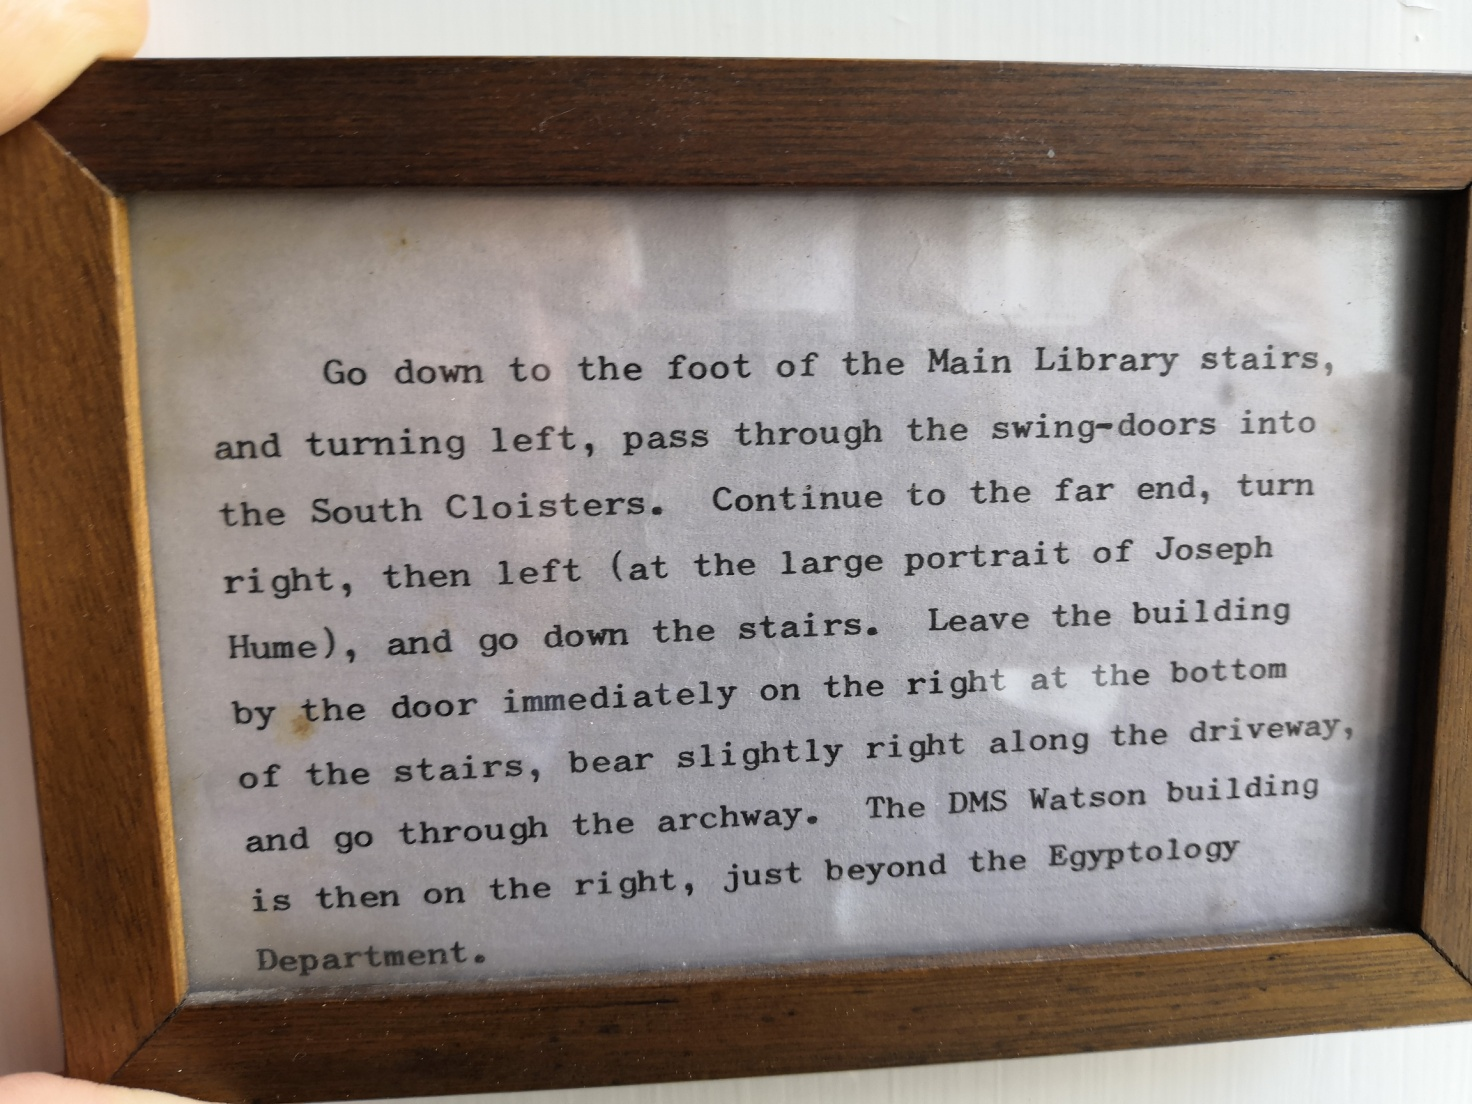 Go down to the foot of the Main Library stairs,
and turning left, pass through the swing-doors into
the South Cloisters.  Continue to the far end, turn
right, then left (at the large portrait of Joseph
Hume), and go down the stairs.  Leave the building
by the door immediately on the right at the bottom
of the stairs, bear slightly right along the driveway,
and go through the archway.  The DMS Watson building
is then on the right, just beyond the Egyptology
Department.